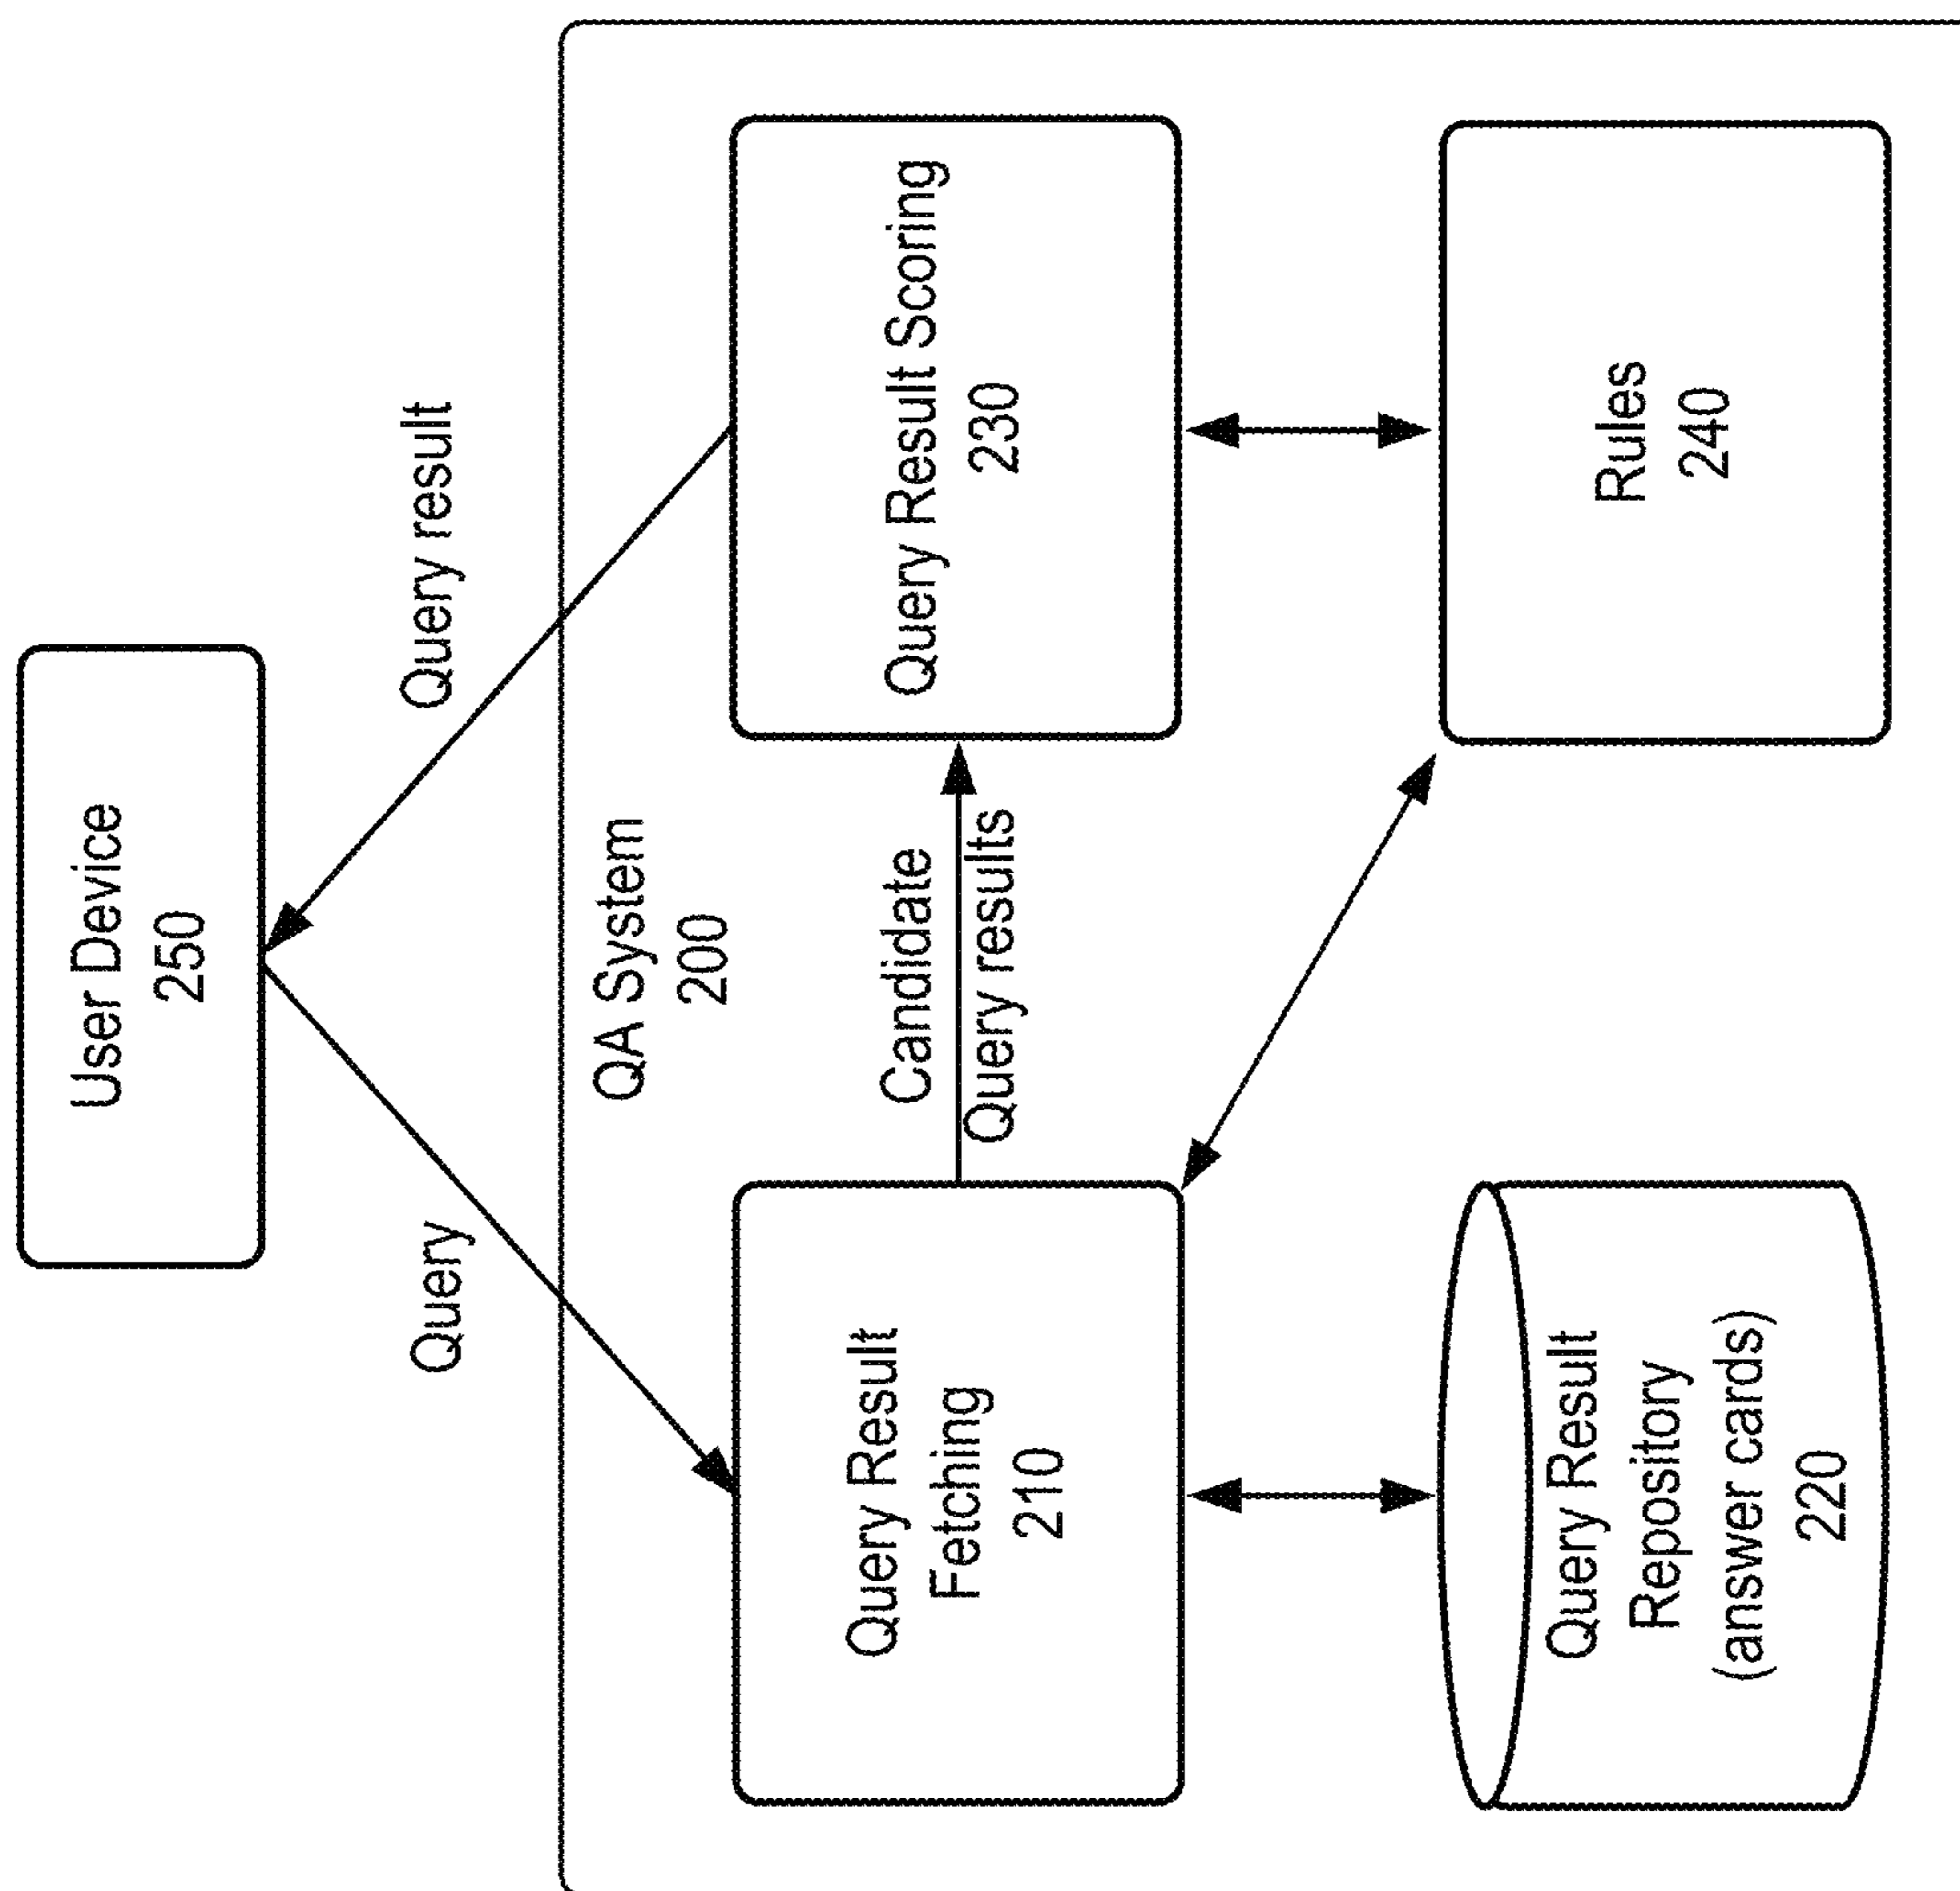 User Device
250
Query
Query result
QA System
200
Query Result
Fetching
210
Candidate
Query results
Query Result Scoring
230
Query Result
Repository
(answer cards)
220
Rules
240